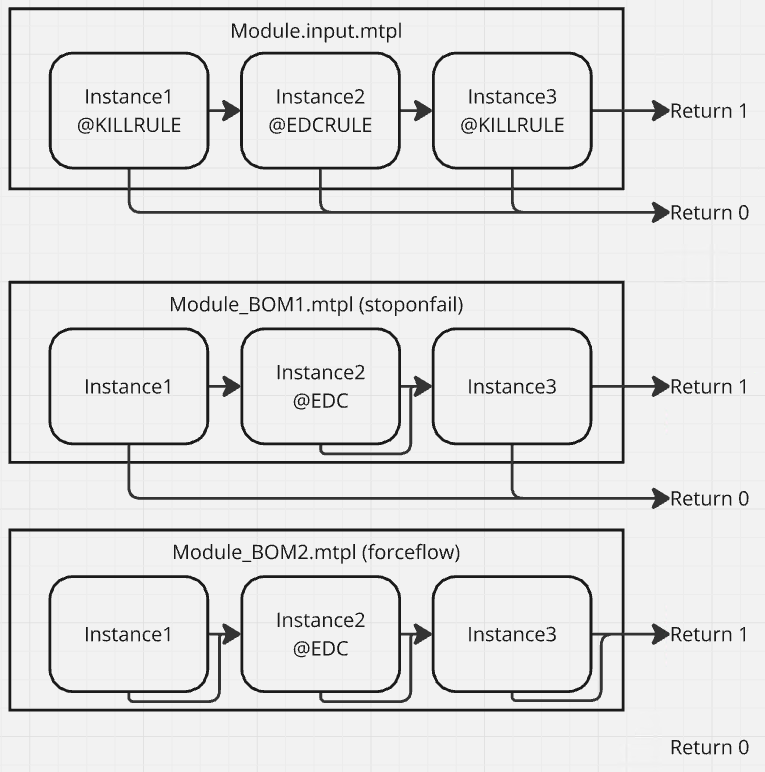 Module.input.mtpl
Instance1
@KILLRULE
Instance2
@EDCRULE
Instance3
@KILLRULE
Return 1
Return 0
Module_BOM1.mtpl (stoponfail)
Instance1
Instance2
@EDC
Instance3
Return 1
Return 0
Module_BOM2.mtpl (forceflow)
Instance1
Instance2
@EDC
Instance3
Return 1
Return 0